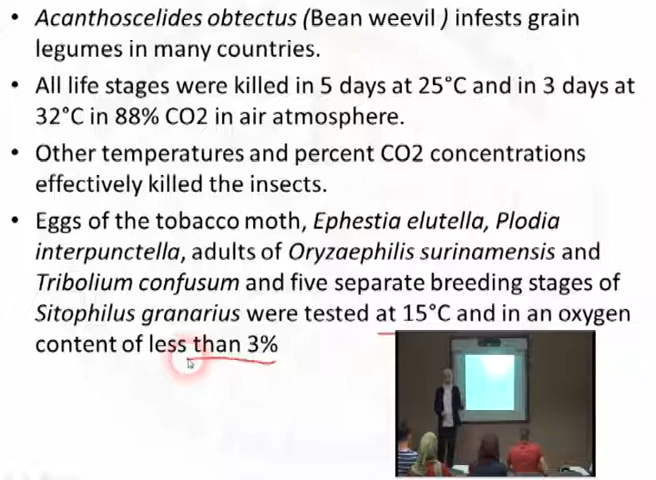 • Acanthoscelides obtectus (Bean weevil ) infests grain
legumes in many countries.
• All life stages were killed in 5 days at 25°C and in 3 days at
32°C in 88% CO2 in air atmosphere.
• Other temperatures and percent CO2 concentrations
effectively killed the insects.
• Eggs of the tobacco moth, Ephestia elutella, Plodia
interpunctella, adults of Oryzaephilis surinamensis and
Tribolium confusum and five separate breeding stages of
Sitophilus granarius were tested at 15°C and in an oxygen
content of less than 3%